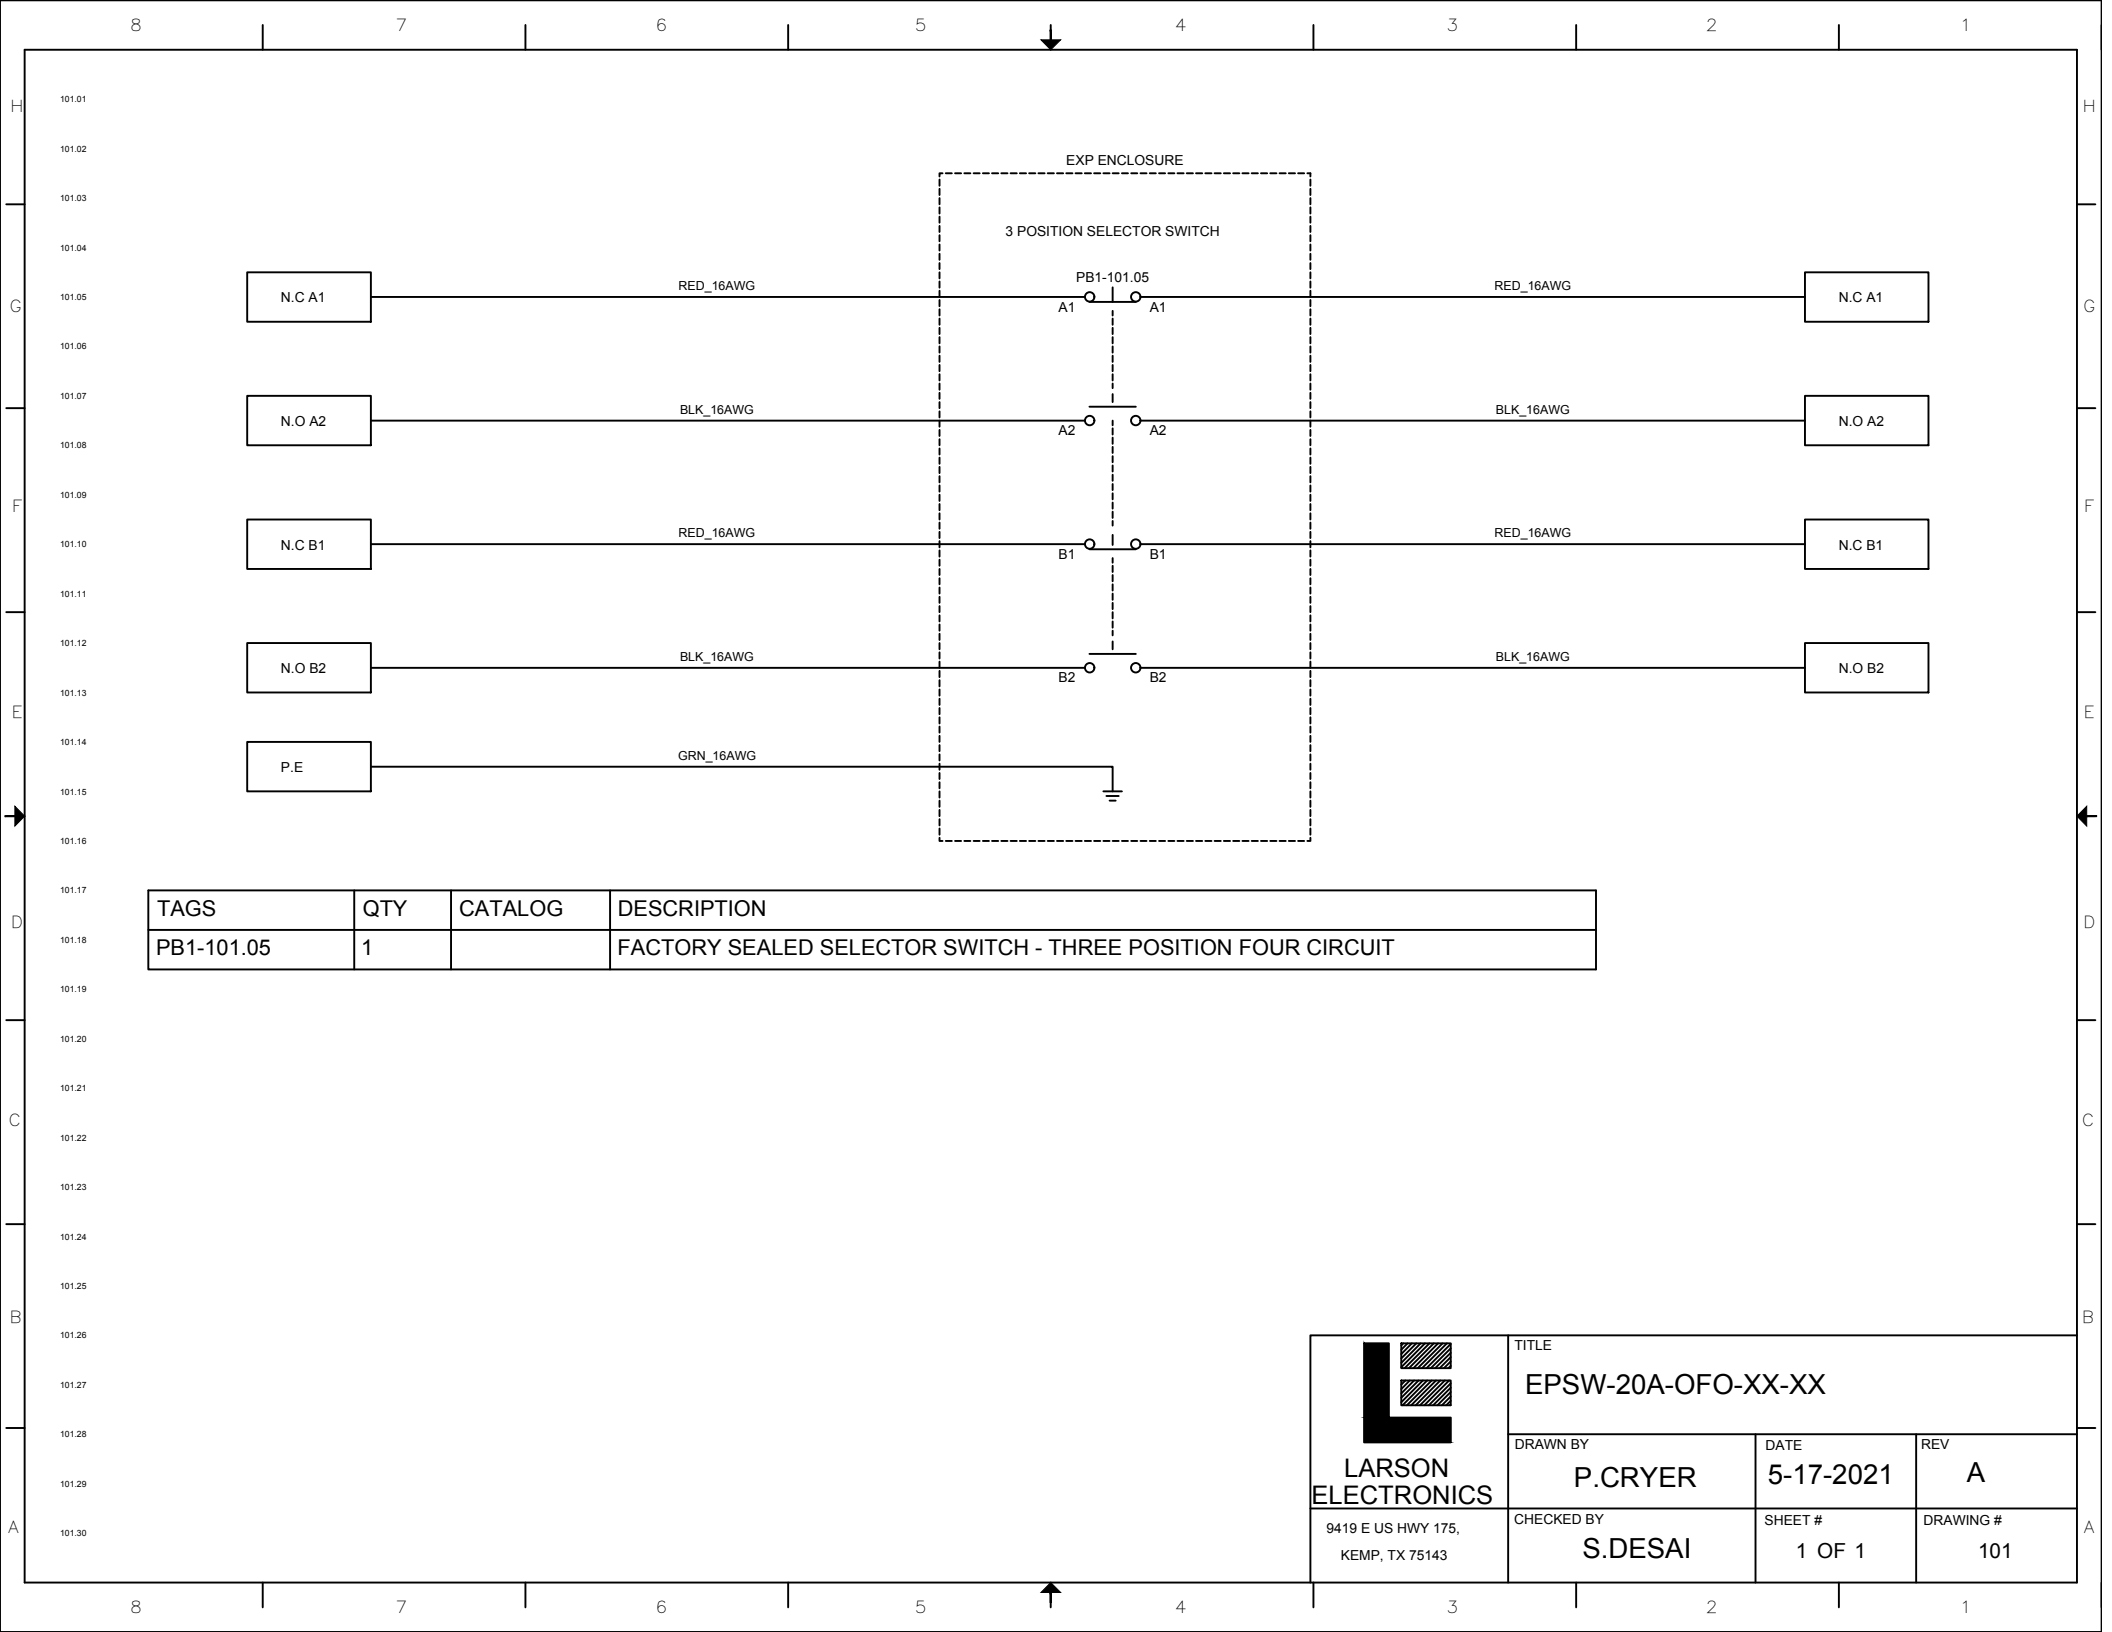 8 7 6 5 4 3 2 1
H H
101.01
101.02
EXP ENCLOSURE
101.03
3 POSITION SELECTOR SWITCH
101.04
PB1-101.05
RED_16AWG RED_16AWG
G 101.05 N.C A1 A1 A1 N.C A1 G
101.06
101.07
BLK_16AWG BLK_16AWG
N.O A2 A2 A2 N.O A2
101.08
101.09
F F
RED_16AWG RED_16AWG
101.10 N.C B1 B1 B1 N.C B1
101.11
101.12
BLK_16AWG BLK_16AWG
N.O B2 B2 B2 N.O B2
101.13
E E
101.14
GRN_16AWG
P.E
101.15
101.16
101.17
TAGS QTY CATALOG DESCRIPTION
D D
101.18
PB1-101.05 1 FACTORY SEALED SELECTOR SWITCH - THREE POSITION FOUR CIRCUIT
101.19
101.20
101.21
C C
101.22
101.23
101.24
101.25
B B
101.26
TITLE
EPSW-20A-OFO-XX-XX
101.27
101.28
DRAWN BY DATE REV
LARSON P.CRYER 5-17-2021 A
101.29
ELECTRONICS
CHECKED BY SHEET # DRAWING #
A 9419 E US HWY 175, A
101.30
KEMP, TX 75143 S.DESAI 1 OF 1 101
8 7 6 5 4 3 2 1